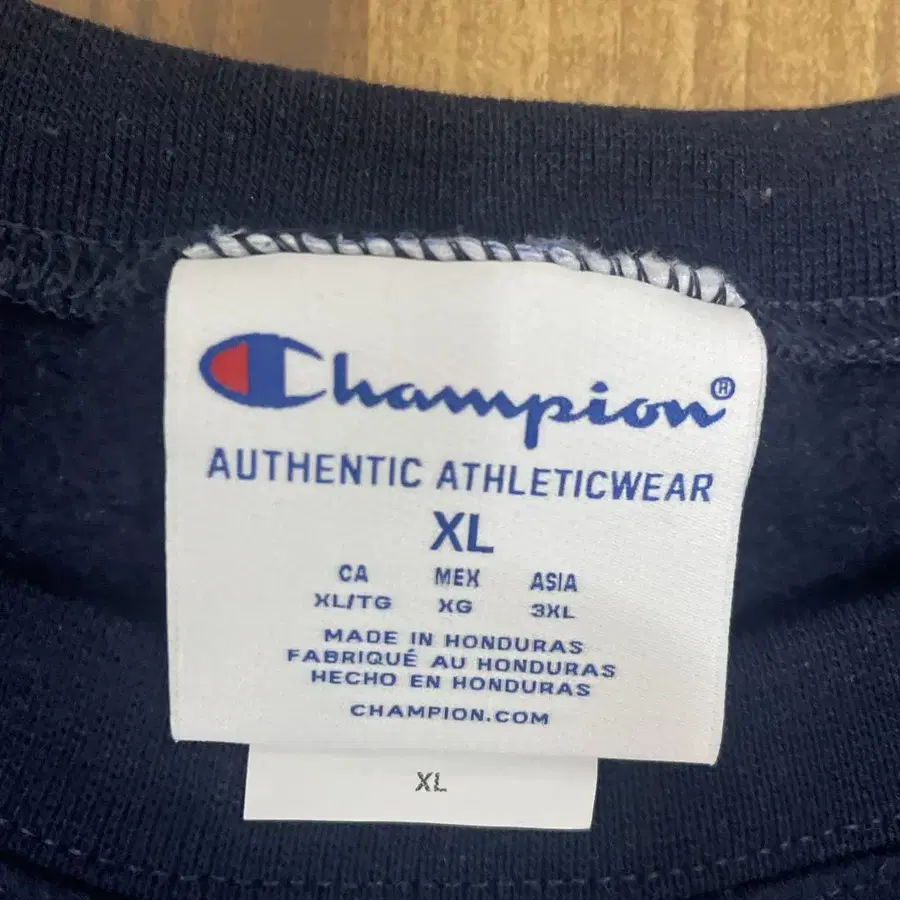 Champion®
AUTHENTIC ATHLETICWEAR
XL
CA MEX ASIA
XL/TG XG 3XL
MADE IN HONDURAS
FABRIQUÉ AU HONDURAS
HECHO EN HONDURAS
CHAMPION.COM
XL